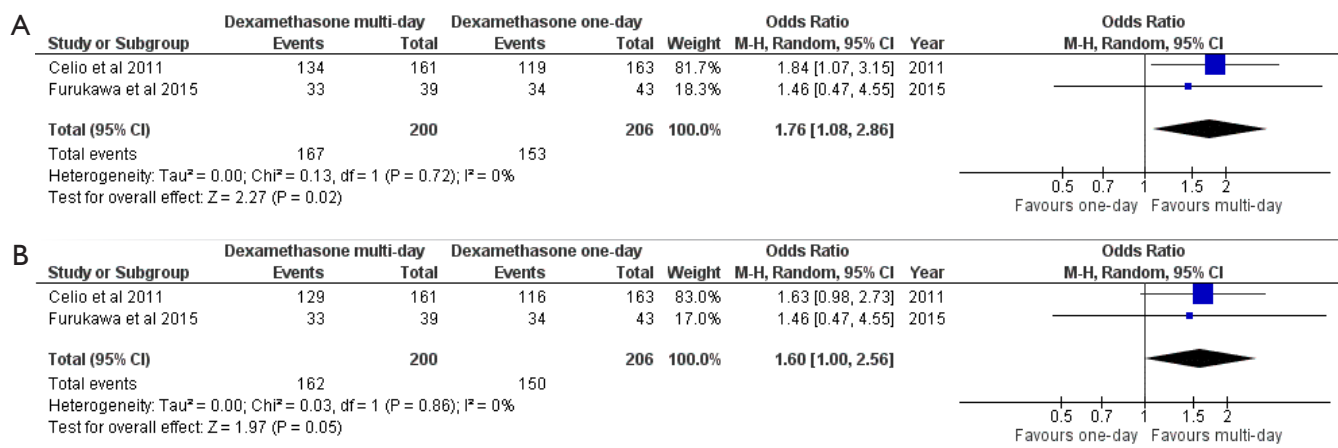 A
Dexamethasone multi-day Dexamethasone one-day Odds Ratio Odds Ratio
Study or Subgroup Events Total Events Total Weight M-H, Random, 95% CI Year M-H, Random, 95% CI
Celio et al 2011 134 161 119 163 81.7% 1.84 [1.07, 3.15] 2011
Furukawa et al 2015 33 39 34 43 18.3% 1.46 [0.47, 4.55] 2015
Total (95% CI) 200 206 100.0% 1.76 [1.08, 2.86]
Total events 167 153
Heterogeneity: Tau² = 0.00; Chi² = 0.13, df = 1 (P = 0.72); I² = 0%
Test for overall effect: Z = 2.27 (P = 0.02)
0.5 0.7 1 1.5 2
Favours one-day Favours multi-day
B
Dexamethasone multi-day Dexamethasone one-day Odds Ratio Odds Ratio
Study or Subgroup Events Total Events Total Weight M-H, Random, 95% CI Year M-H, Random, 95% CI
Celio et al 2011 129 161 116 163 83.0% 1.63 [0.98, 2.73] 2011
Furukawa et al 2015 33 39 34 43 17.0% 1.46 [0.47, 4.55] 2015
Total (95% CI) 200 206 100.0% 1.60 [1.00, 2.56]
Total events 162 150
Heterogeneity: Tau² = 0.00; Chi² = 0.03, df = 1 (P = 0.86); I² = 0%
Test for overall effect: Z = 1.97 (P = 0.05)
0.5 0.7 1 1.5 2
Favours one-day Favours multi-day